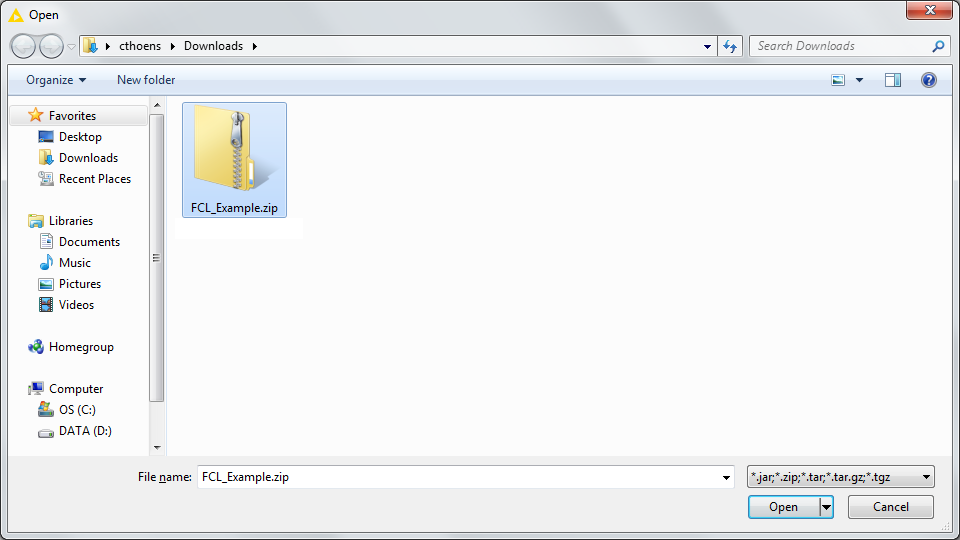 Open
cthoens Downloads
Search Downloads
Organize New folder
Favorites
Desktop
Downloads
Recent Places
Libraries
Documents
Music
Pictures
Videos
Homegroup
Computer
OS (C:)
DATA (D:)
FCL_Example.zip
File name: FCL_Example.zip
*.jar;*.zip;*.tar;*.tar.gz;*.tgz
Open Cancel